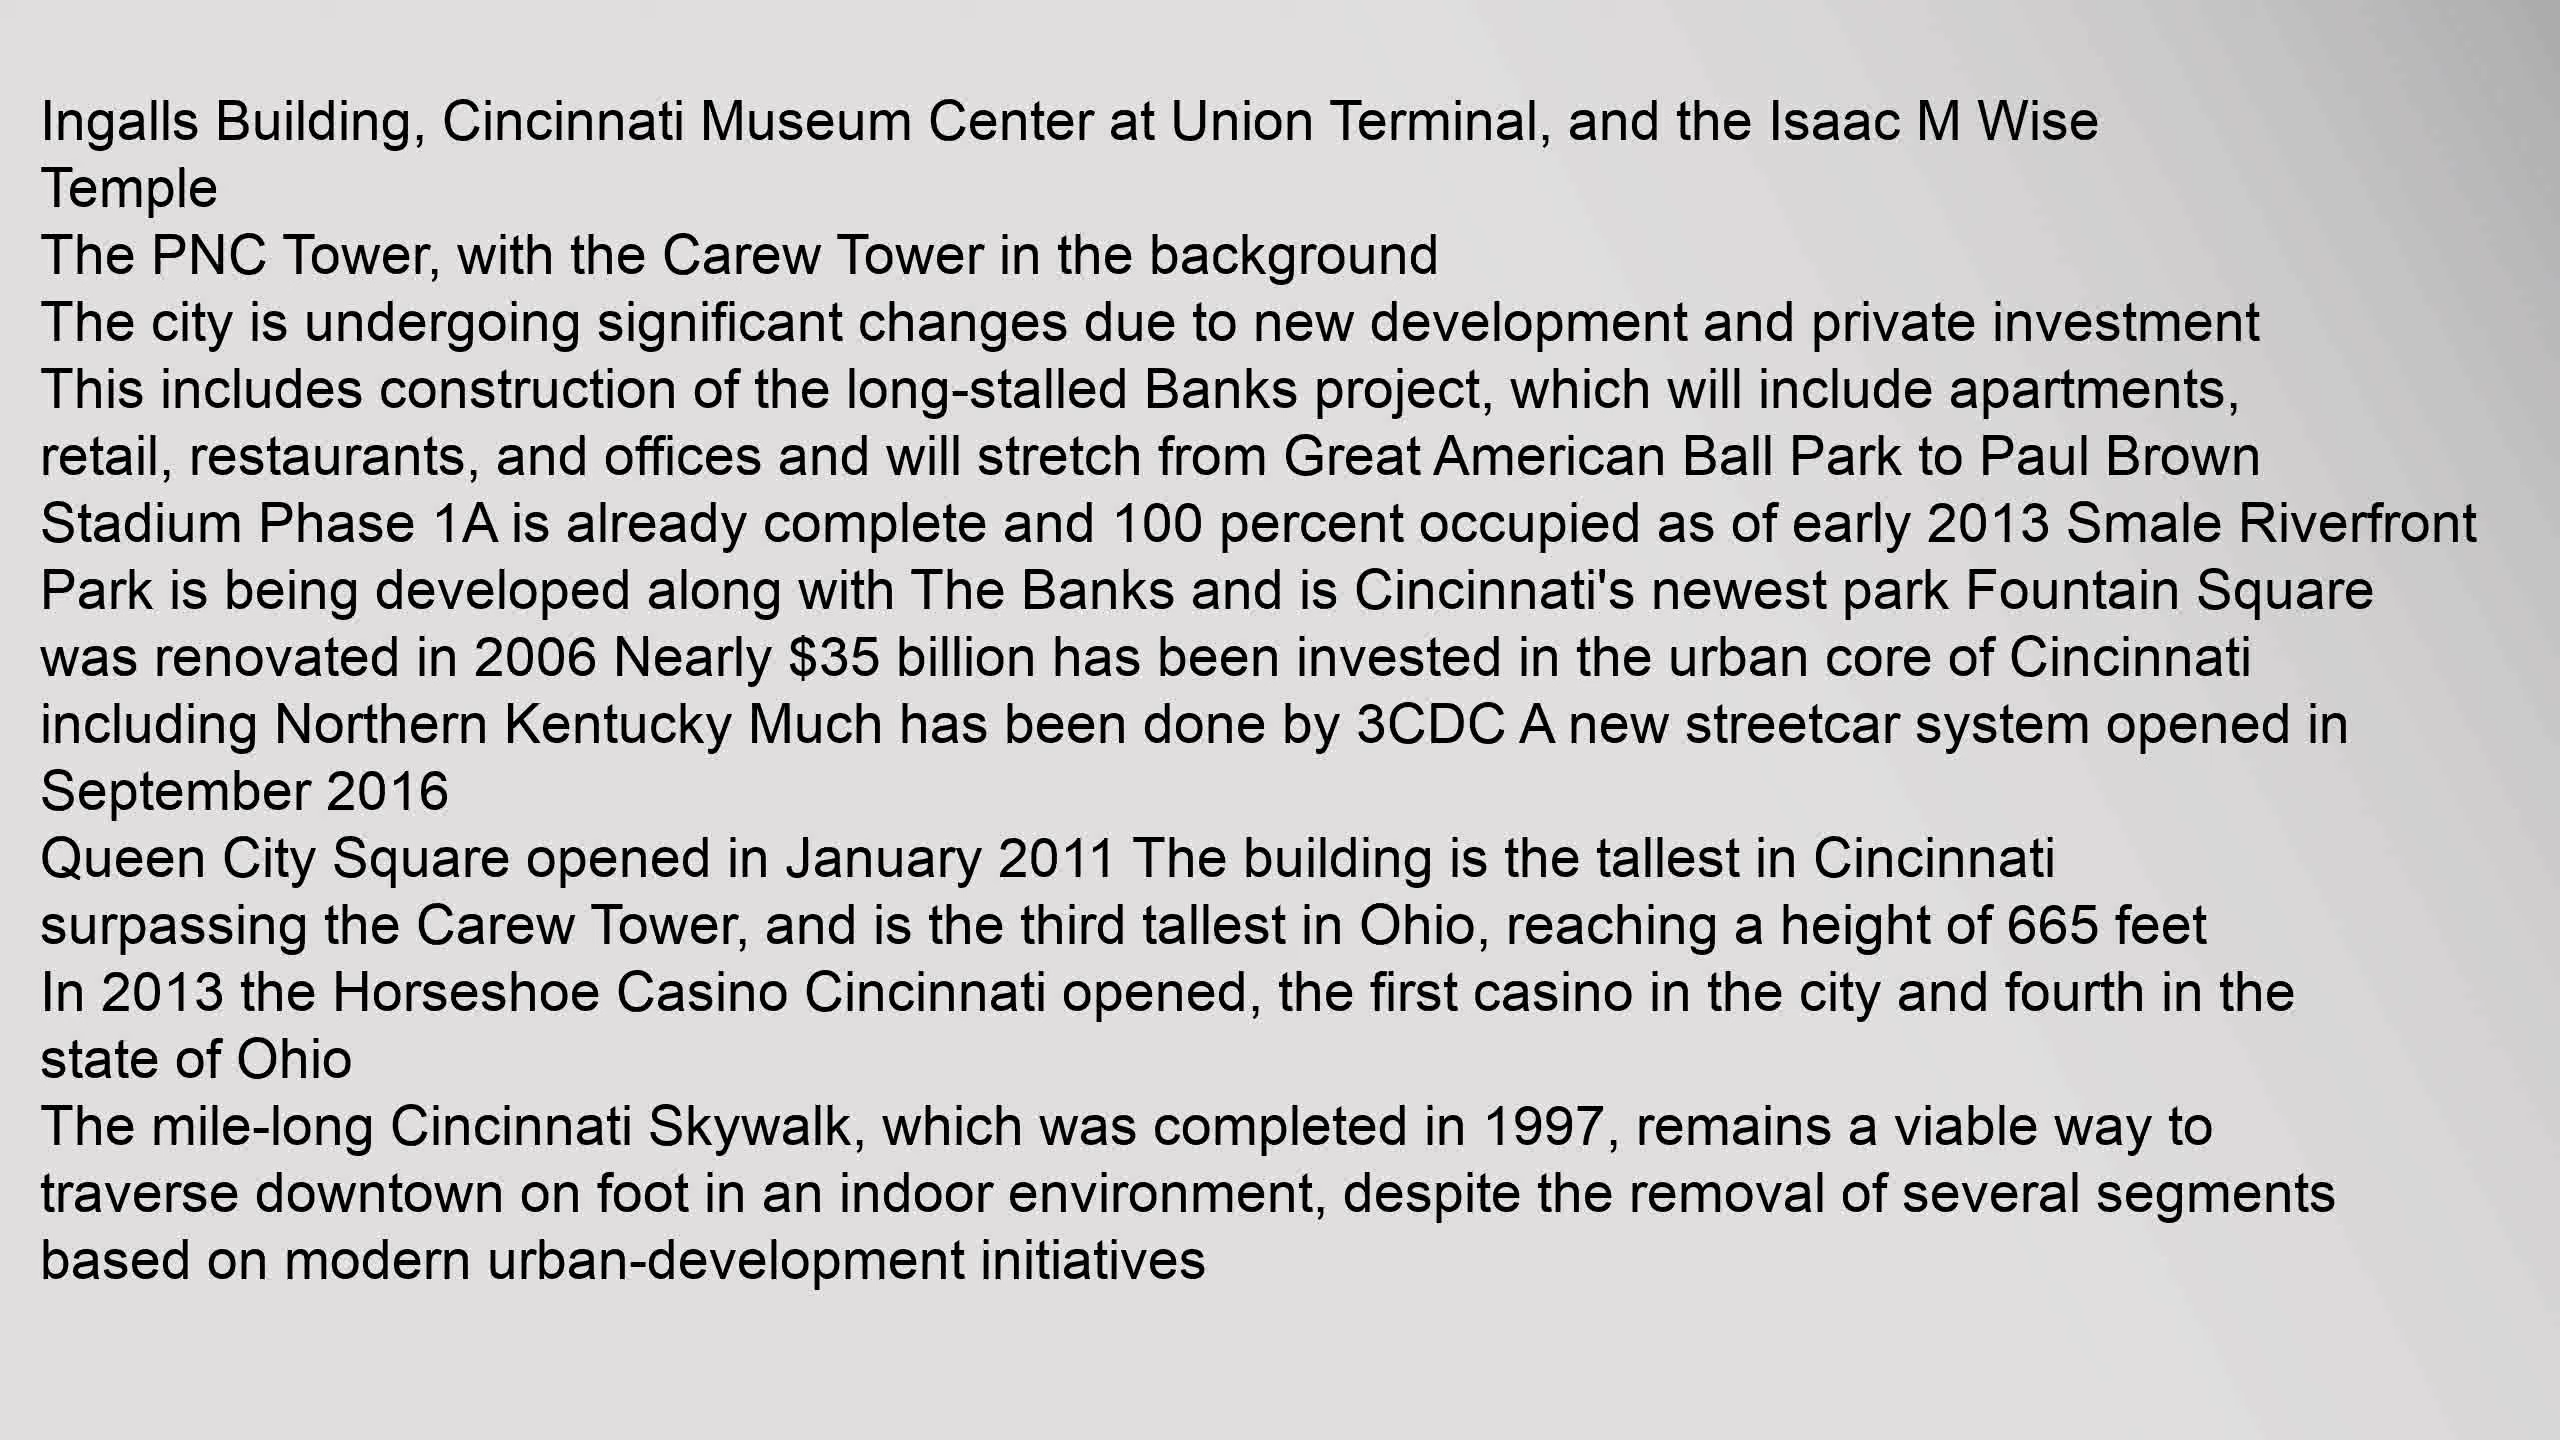 Ingalls Building, Cincinnati Museum Center at Union Terminal, and the Isaac M Wise
Temple
The PNC Tower, with the Carew Tower in the background
The city is undergoing significant changes due to new development and private investment
This includes construction of the long-stalled Banks project, which will include apartments,
retail, restaurants, and offices and will stretch from Great American Ball Park to Paul Brown
Stadium Phase 1A is already complete and 100 percent occupied as of early 2013 Smale Riverfront
Park is being developed along with The Banks and is Cincinnati's newest park Fountain Square
was renovated in 2006 Nearly $35 billion has been invested in the urban core of Cincinnati
including Northern Kentucky Much has been done by 3CDC A new streetcar system opened in
September 2016
Queen City Square opened in January 2011 The building is the tallest in Cincinnati
surpassing the Carew Tower, and is the third tallest in Ohio, reaching a height of 665 feet
In 2013 the Horseshoe Casino Cincinnati opened, the first casino in the city and fourth in the
state of Ohio
The mile-long Cincinnati Skywalk, which was completed in 1997, remains a viable way to
traverse downtown on foot in an indoor environment, despite the removal of several segments
based on modern urban-development initiatives